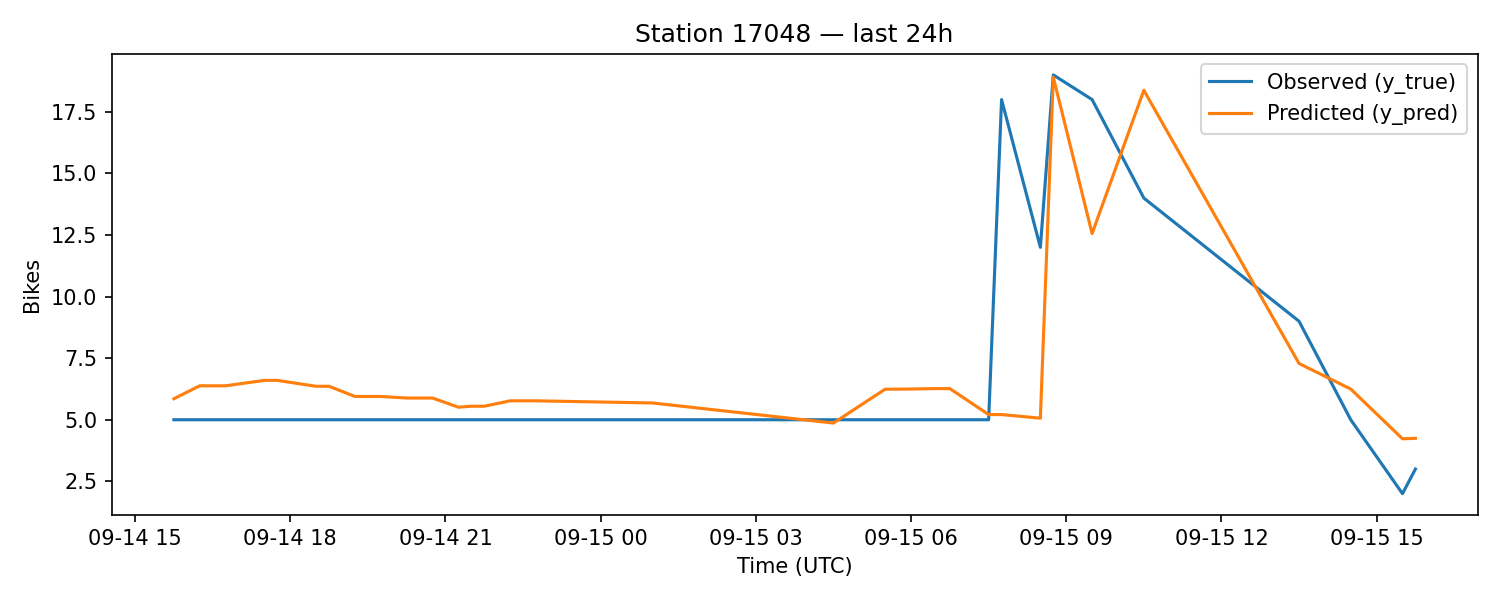 Station 17048 — last 24h
Observed (y_true)
Predicted (y_pred)
Bikes
17.5
15.0
12.5
10.0
7.5
5.0
2.5
09-14 15 09-14 18 09-14 21 09-15 00 09-15 03 09-15 06 09-15 09 09-15 12 09-15 15
Time (UTC)